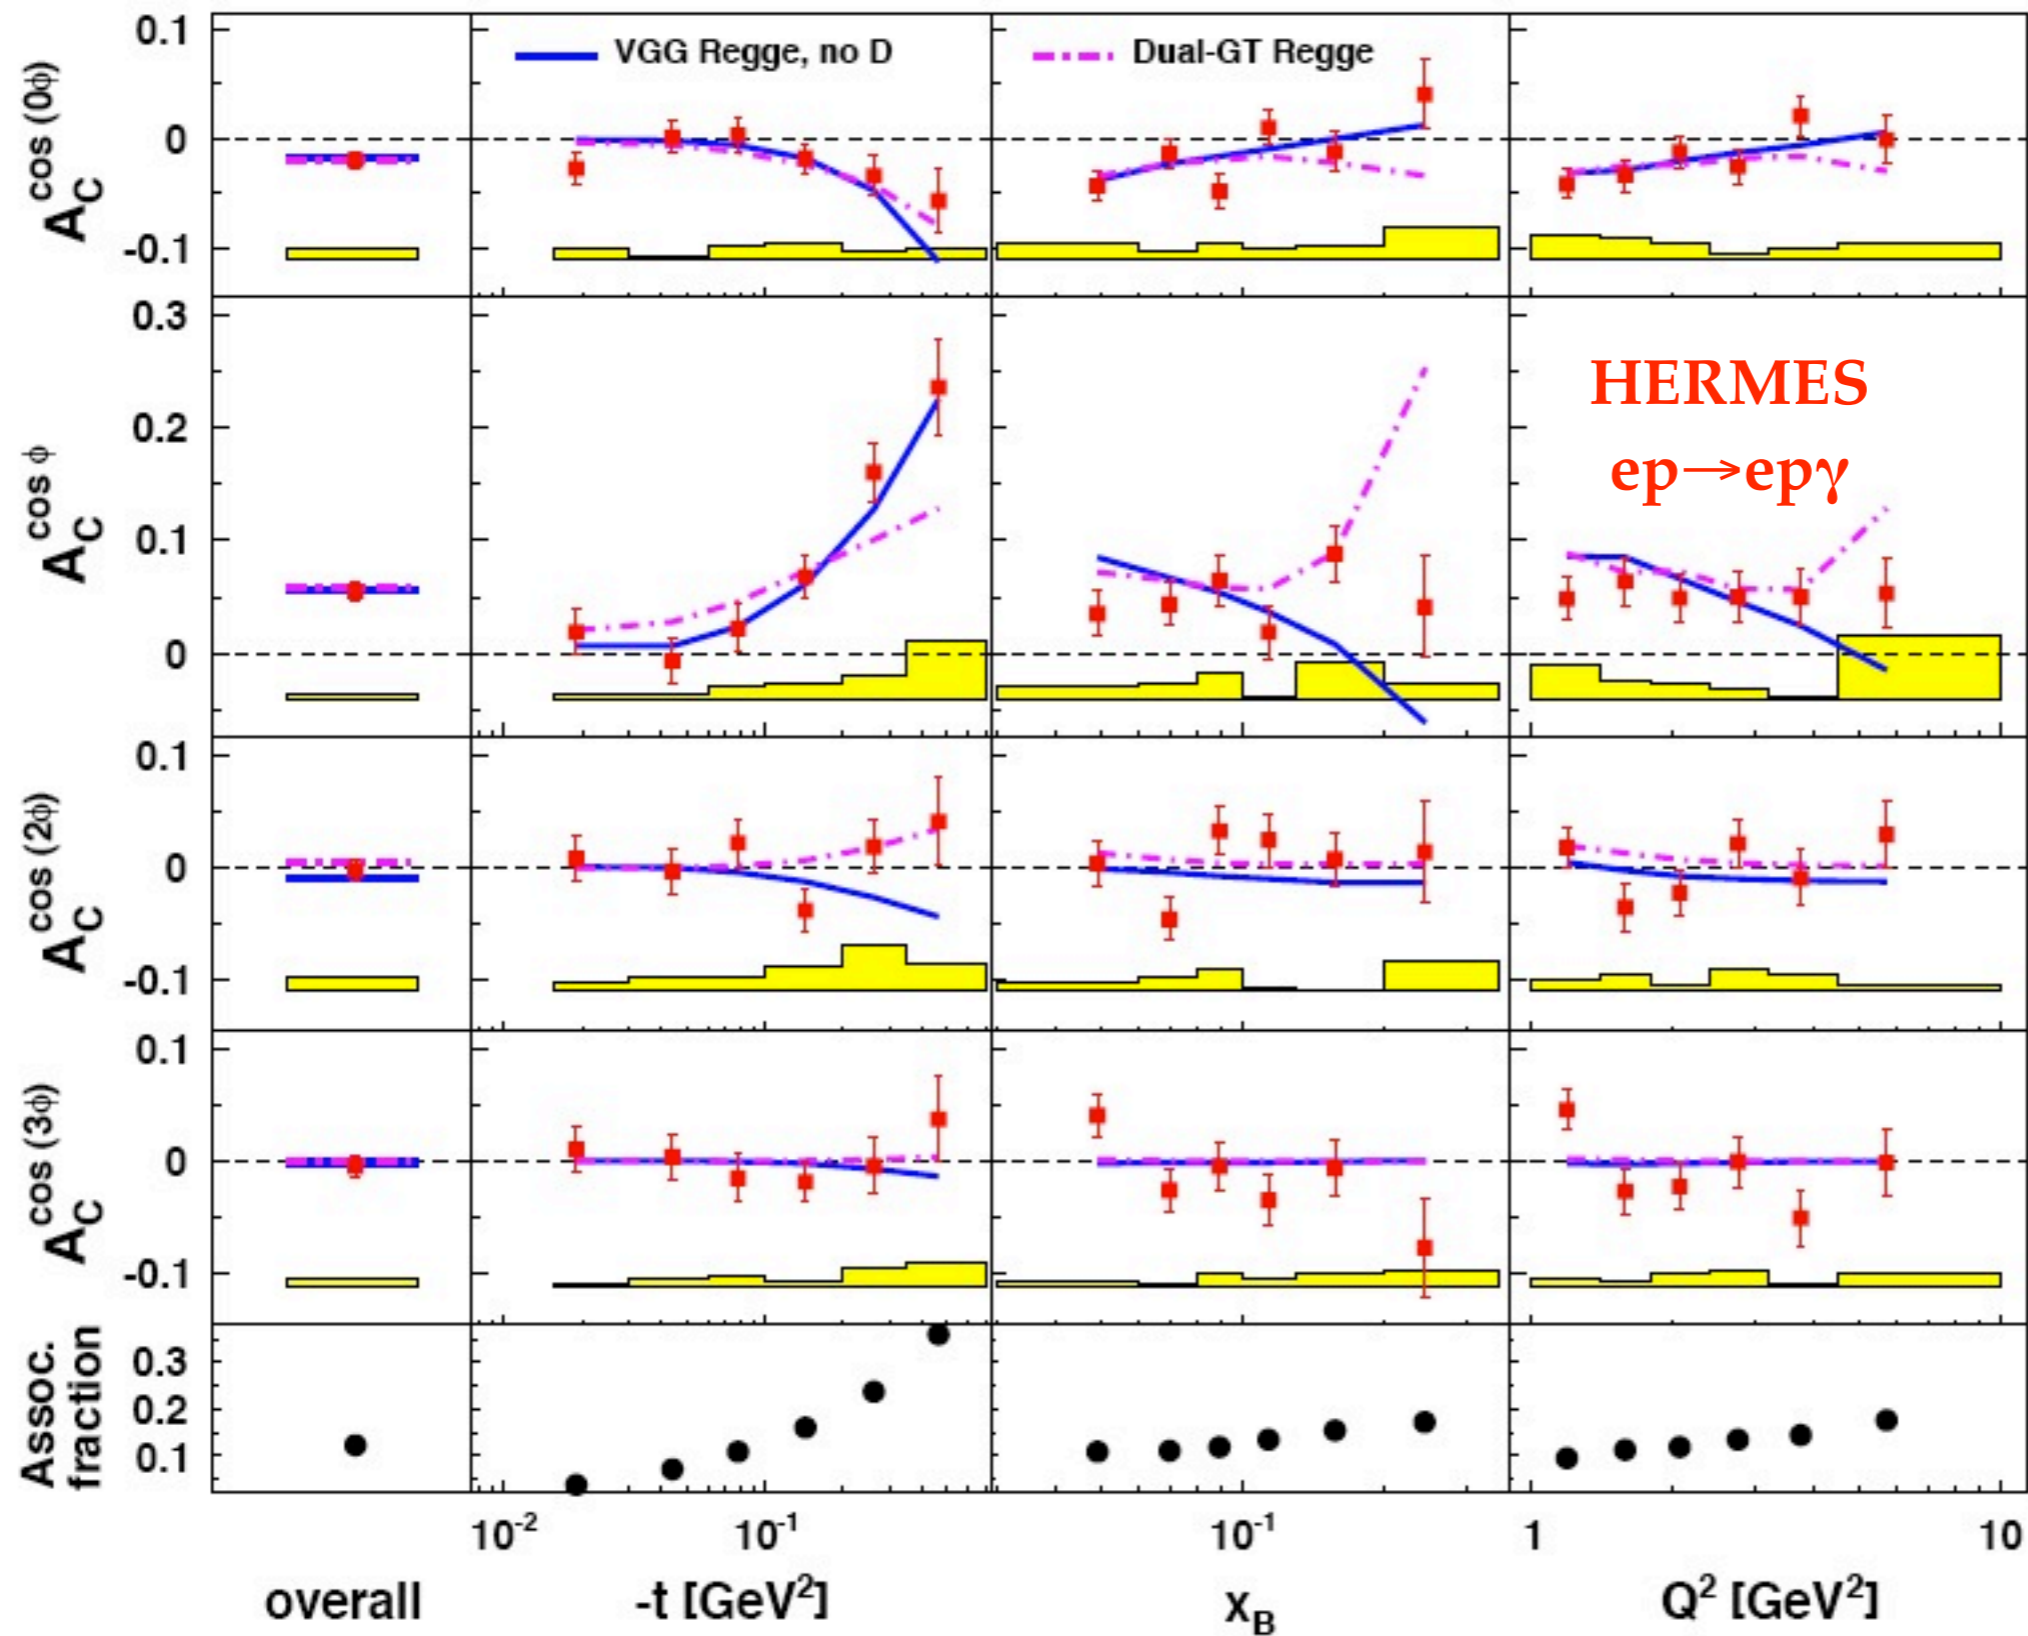 VGG Regge, no D
Dual-GT Regge
A_C^cos (0ϕ)
0.1
0
-0.1
HERMES
ep→epγ
A_C^cos ϕ
0.3
0.2
0.1
0
A_C^cos (2ϕ)
0.1
0
-0.1
A_C^cos (3ϕ)
0.1
0
-0.1
Assoc.
fraction
0.3
0.2
0.1
10^-2 10^-1 10^-1 1 10
overall -t [GeV^2] x_B Q^2 [GeV^2]